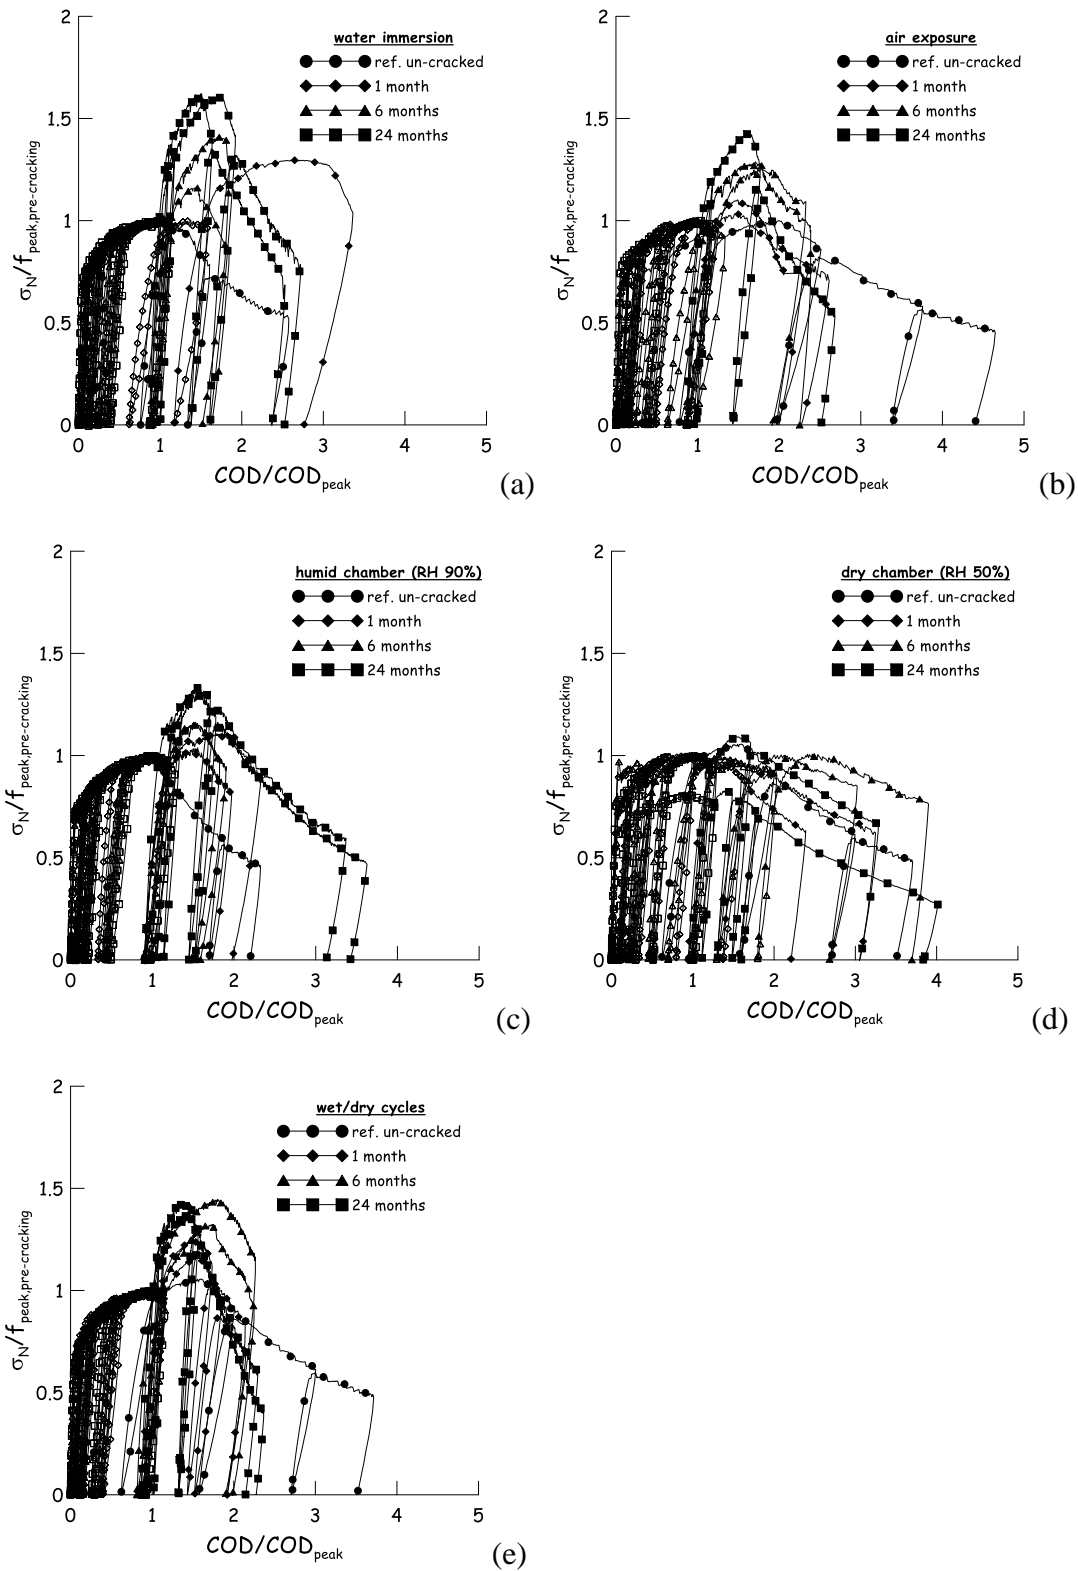 2
water immersion
ref. un-cracked
1 month
6 months
24 months
1.5
1
0.5
0
σN/fpeak,pre-cracking
0 1 2 3 4 5
COD/CODpeak
(a)
2
air exposure
ref. un-cracked
1 month
6 months
24 months
1.5
1
0.5
0
σN/fpeak,pre-cracking
0 1 2 3 4 5
COD/CODpeak
(b)
2
humid chamber (RH 90%)
ref. un-cracked
1 month
6 months
24 months
1.5
1
0.5
0
σN/fpeak,pre-cracking
0 1 2 3 4 5
COD/CODpeak
(c)
2
dry chamber (RH 50%)
ref. un-cracked
1 month
6 months
24 months
1.5
1
0.5
0
σN/fpeak,pre-cracking
0 1 2 3 4 5
COD/CODpeak
(d)
2
wet/dry cycles
ref. un-cracked
1 month
6 months
24 months
1.5
1
0.5
0
σN/fpeak,pre-cracking
0 1 2 3 4 5
COD/CODpeak
(e)